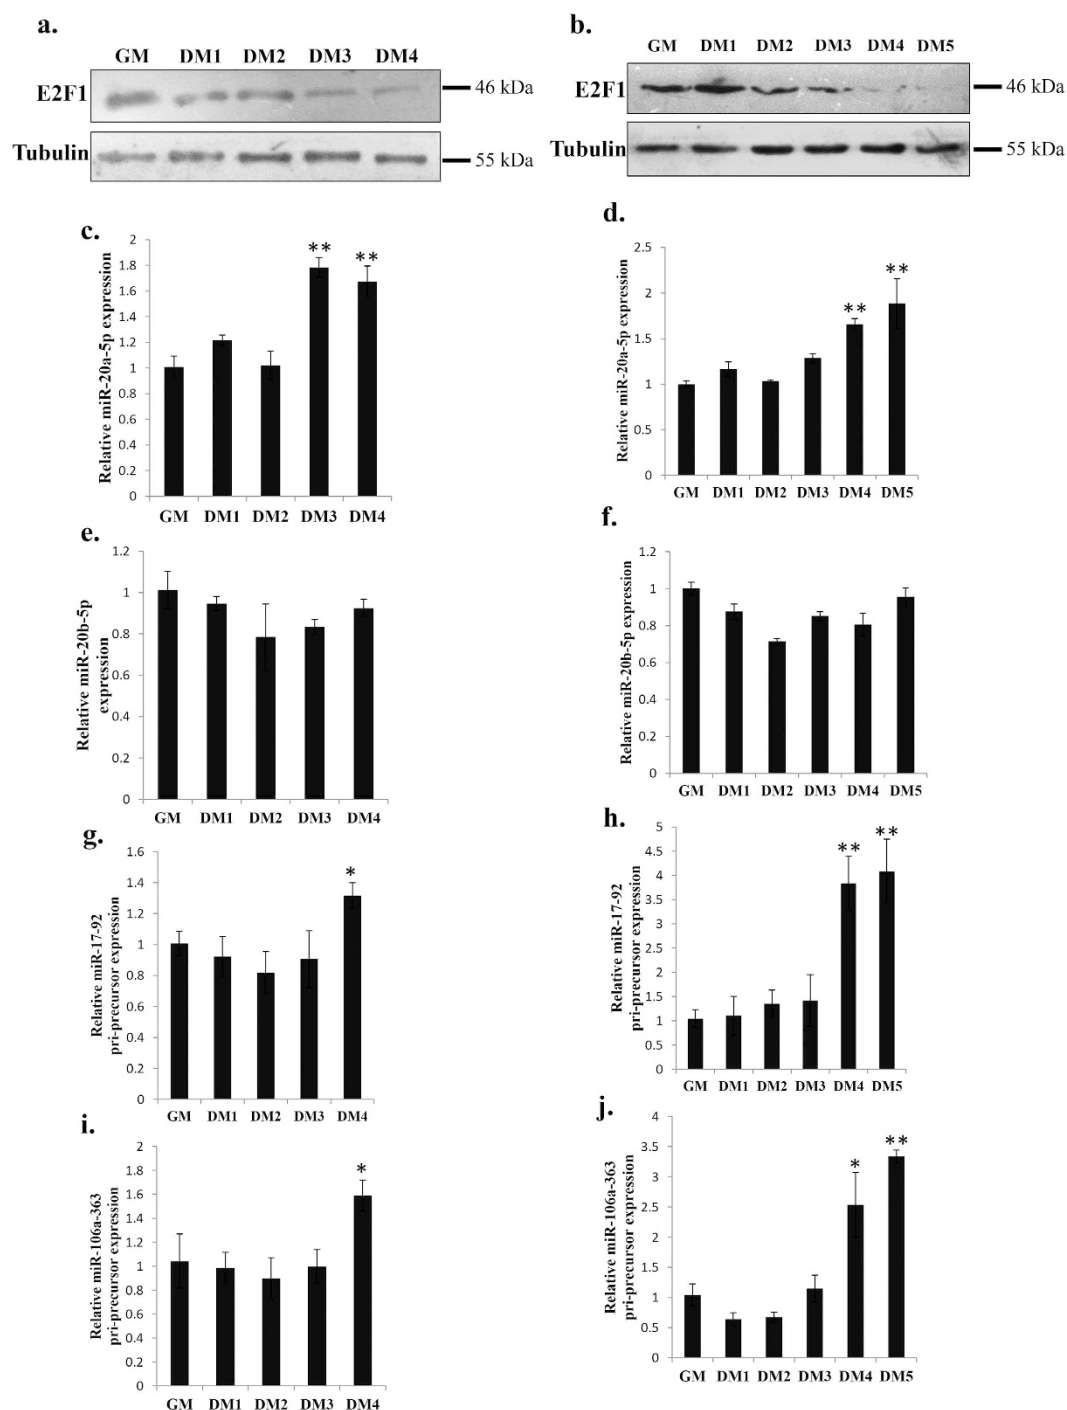 a.
GM DM1 DM2 DM3 DM4
E2F1
46 kDa
Tubulin
55 kDa
b.
GM DM1 DM2 DM3 DM4 DM5
E2F1
46 kDa
Tubulin
55 kDa
c.
Relative miR-20a-5p expression
2
1.8
1.6
1.4
1.2
1
0.8
0.6
0.4
0.2
0
** **
GM DM1 DM2 DM3 DM4
d.
Relative miR-20a-5p expression
2.5
2
1.5
1
0.5
0
** **
GM DM1 DM2 DM3 DM4 DM5
e.
Relative miR-20b-5p
expression
1.2
1
0.8
0.6
0.4
0.2
0
GM DM1 DM2 DM3 DM4
f.
Relative miR-20b-5p expression
1.2
1
0.8
0.6
0.4
0.2
0
GM DM1 DM2 DM3 DM4 DM5
g.
Relative miR-17-92
pri-precursor expression
1.6
1.4
1.2
1
0.8
0.6
0.4
0.2
0
*
GM DM1 DM2 DM3 DM4
h.
Relative miR-17-92
pri-precursor expression
5
4.5
4
3.5
3
2.5
2
1.5
1
0.5
0
** **
GM DM1 DM2 DM3 DM4 DM5
i.
Relative miR-106a-363
pri-precursor expression
2
1.8
1.6
1.4
1.2
1
0.8
0.6
0.4
0.2
0
*
GM DM1 DM2 DM3 DM4
j.
Relative miR-106a-363
pri-precursor expression
4
3.5
3
2.5
2
1.5
1
0.5
0
* **
GM DM1 DM2 DM3 DM4 DM5